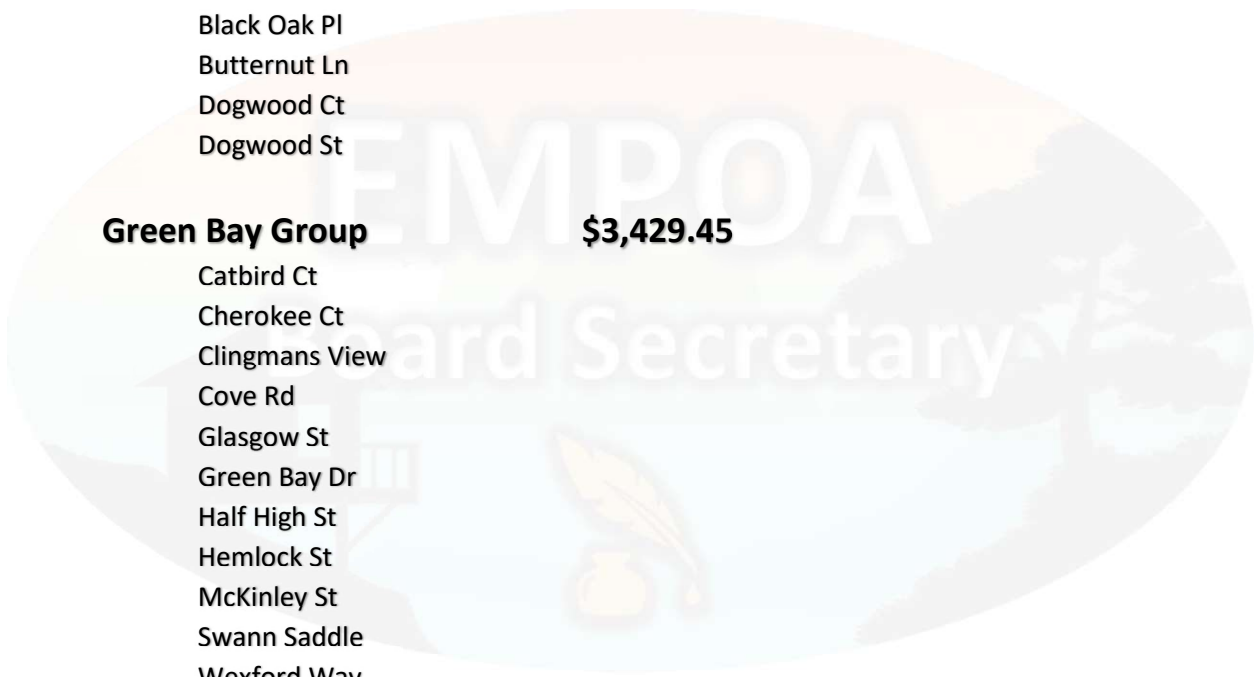 Black Oak Pl
Butternut Ln
Dogwood Ct
Dogwood St
EMPOA
Green Bay Group $3,429.45
Catbird Ct
Cherokee Ct
Board Secretary
Clingmans View
Cove Rd
Glasgow St
Green Bay Dr
Half High St
Hemlock St
McKinley St
Swann Saddle
Wexford Way